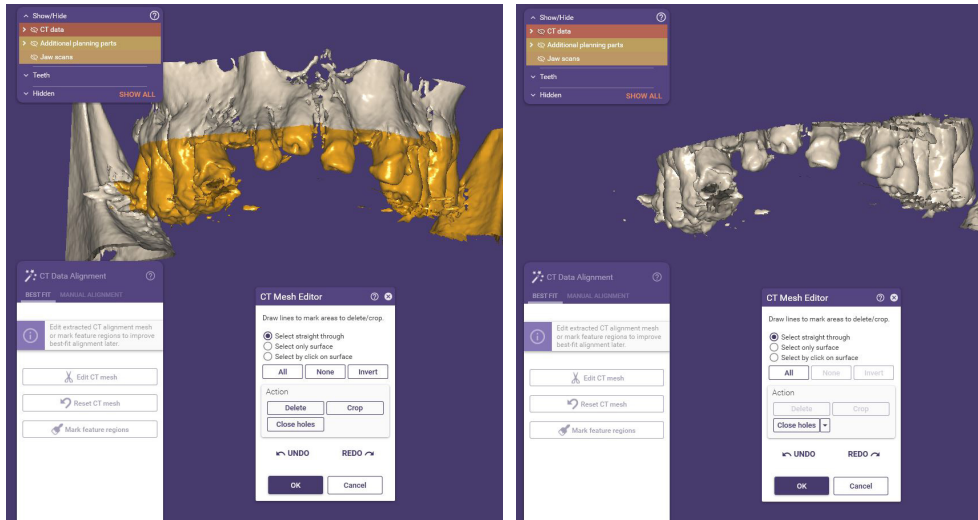 Show/Hide
CT data
Additional planning parts
Jaw scans
Teeth
Hidden SHOW ALL
CT Data Alignment
BEST FIT MANUAL ALIGNMENT
Edit extracted CT alignment mesh
or mark feature regions to improve
best-fit alignment later.
Edit CT mesh
Reset CT mesh
Mark feature regions
CT Mesh Editor
Draw lines to mark areas to delete/crop.
Select straight through
Select only surface
Select by click on surface
All None Invert
Action
Delete Crop
Close holes
UNDO REDO
OK Cancel
Show/Hide
CT data
Additional planning parts
Jaw scans
Teeth
Hidden SHOW ALL
CT Data Alignment
BEST FIT MANUAL ALIGNMENT
Edit extracted CT alignment mesh
or mark feature regions to improve
best-fit alignment later.
Edit CT mesh
Reset CT mesh
Mark feature regions
CT Mesh Editor
Draw lines to mark areas to delete/crop.
Select straight through
Select only surface
Select by click on surface
All None Invert
Action
Delete Crop
Close holes
UNDO REDO
OK Cancel